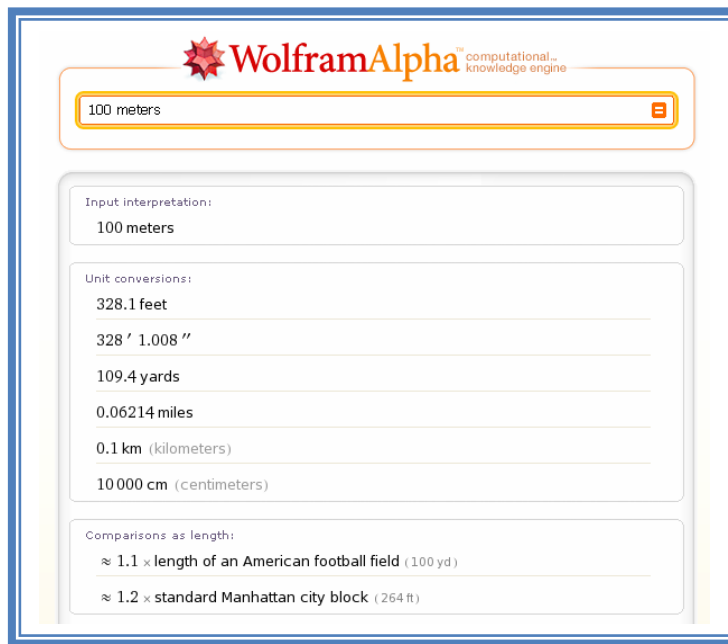 WolframAlpha™ computational...
knowledge engine
100 meters
Input interpretation:
100 meters
Unit conversions:
328.1 feet
328 ′ 1.008 ″
109.4 yards
0.06214 miles
0.1 km (kilometers)
10 000 cm (centimeters)
Comparisons as length:
≈ 1.1 × length of an American football field (100 yd)
≈ 1.2 × standard Manhattan city block (264 ft)